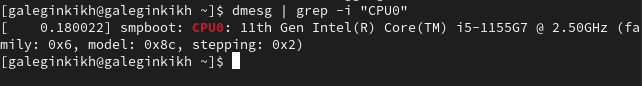 [galeginkikh@galeginkikh ~]$ dmesg | grep -i "CPU0"
[    0.180022] smpboot: CPU0: 11th Gen Intel(R) Core(TM) i5-1155G7 @ 2.50GHz (fa
mily: 0x6, model: 0x8c, stepping: 0x2)
[galeginkikh@galeginkikh ~]$